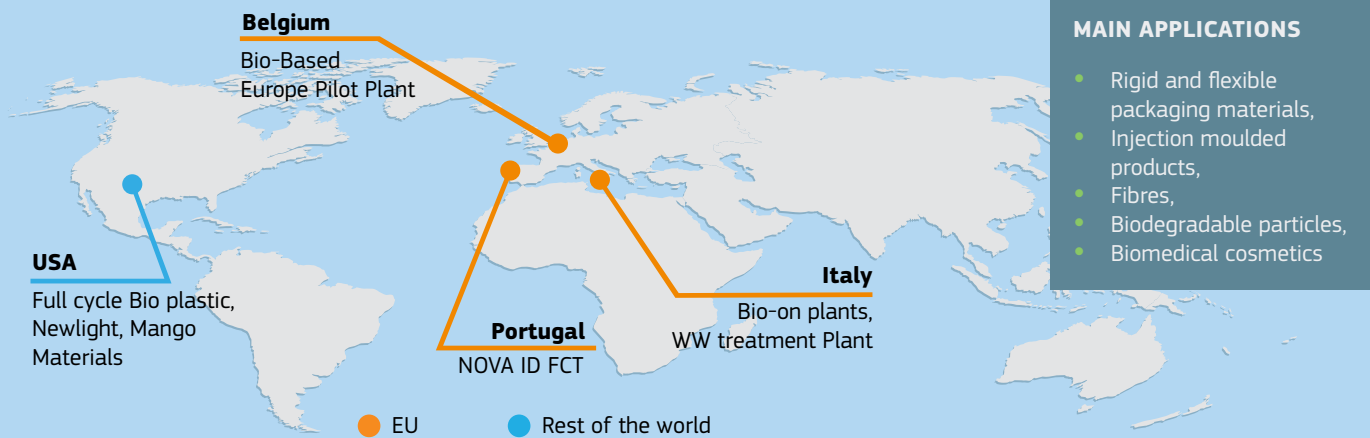 Belgium
Bio-Based
Europe Pilot Plant
USA
Full cycle Bio plastic,
Newlight, Mango
Materials
Portugal
NOVA ID FCT
Italy
Bio-on plants,
WW treatment Plant
EU
Rest of the world
MAIN APPLICATIONS
• Rigid and flexible
packaging materials,
• Injection moulded
products,
• Fibres,
• Biodegradable particles,
• Biomedical cosmetics